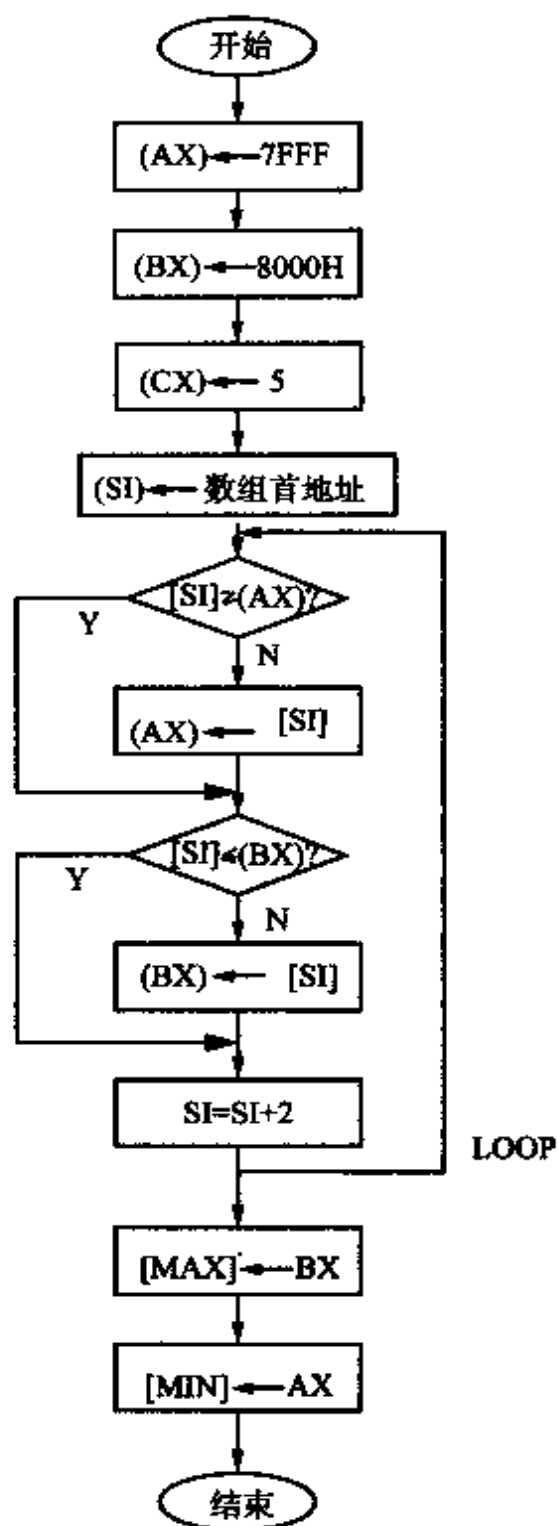 开始
(AX)←7FFF
(BX)←8000H
(CX)← 5
(SI)← 数组首地址
[SI]≥(AX)?
Y
N
(AX)← [SI]
[SI]≤(BX)?
Y
N
(BX)← [SI]
SI=SI+2
LOOP
[MAX]←BX
[MIN]←AX
结束